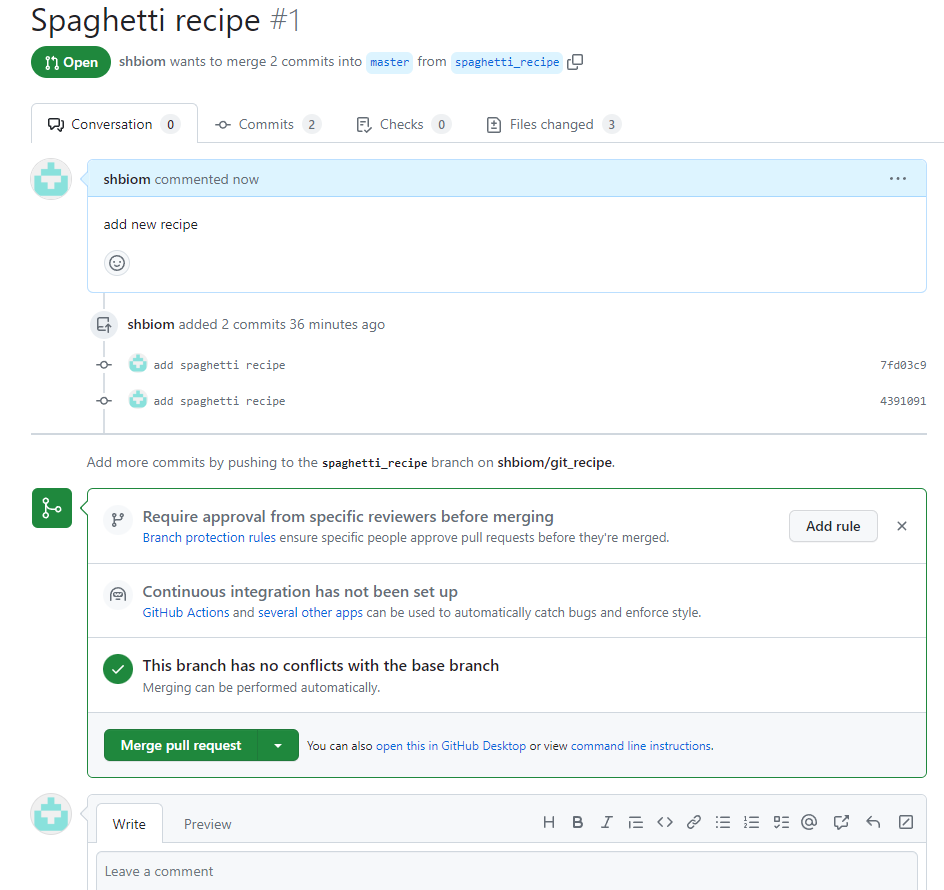 Spaghetti recipe #1
Open shbiom wants to merge 2 commits into master from spaghetti_recipe
Conversation 0 Commits 2 Checks 0 Files changed 3
shbiom commented now
add new recipe
shbiom added 2 commits 36 minutes ago
add spaghetti recipe 7fd03c9
add spaghetti recipe 4391091
Add more commits by pushing to the spaghetti_recipe branch on shbiom/git_recipe.
Require approval from specific reviewers before merging
Branch protection rules ensure specific people approve pull requests before they're merged.
Add rule
Continuous integration has not been set up
GitHub Actions and several other apps can be used to automatically catch bugs and enforce style.
This branch has no conflicts with the base branch
Merging can be performed automatically.
Merge pull request You can also open this in GitHub Desktop or view command line instructions.
Write Preview
Leave a comment